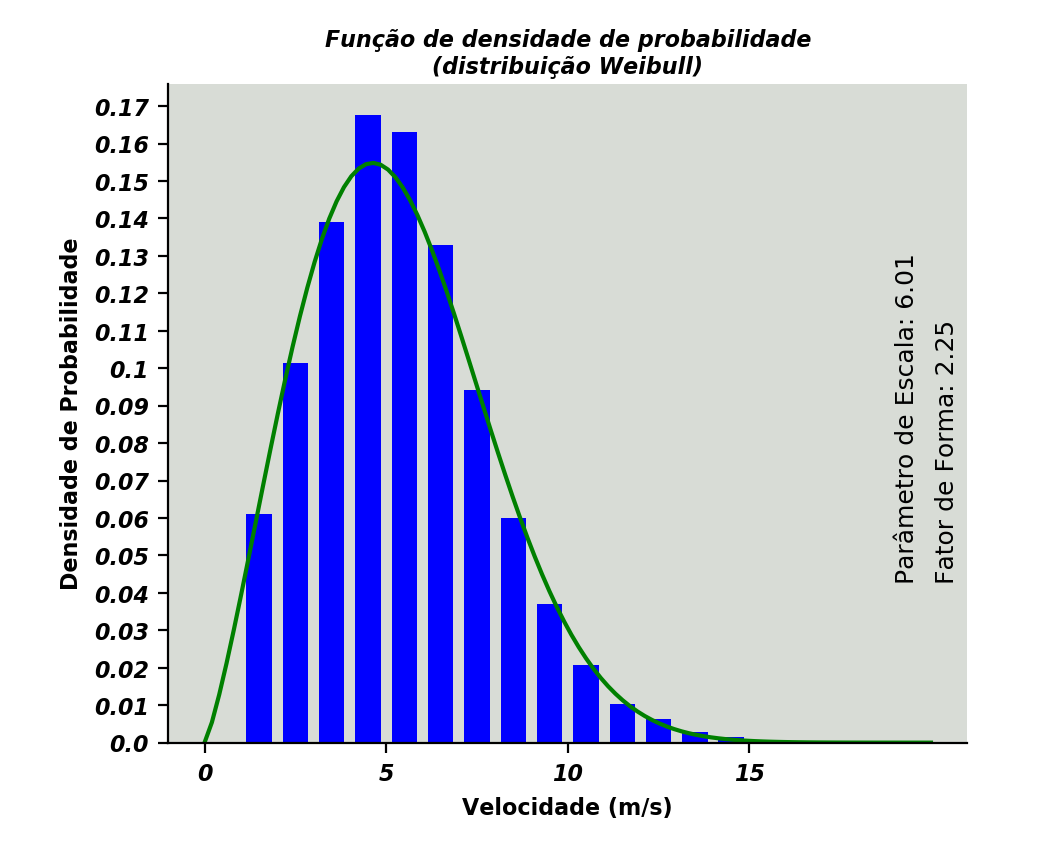 Função de densidade de probabilidade
(distribuição Weibull)
0.17
0.16
0.15
0.14
0.13
0.12
0.11
0.1
0.09
0.08
0.07
0.06
0.05
0.04
0.03
0.02
0.01
0.0
Densidade de Probabilidade
Parâmetro de Escala: 6.01
Fator de Forma: 2.25
0 5 10 15
Velocidade (m/s)